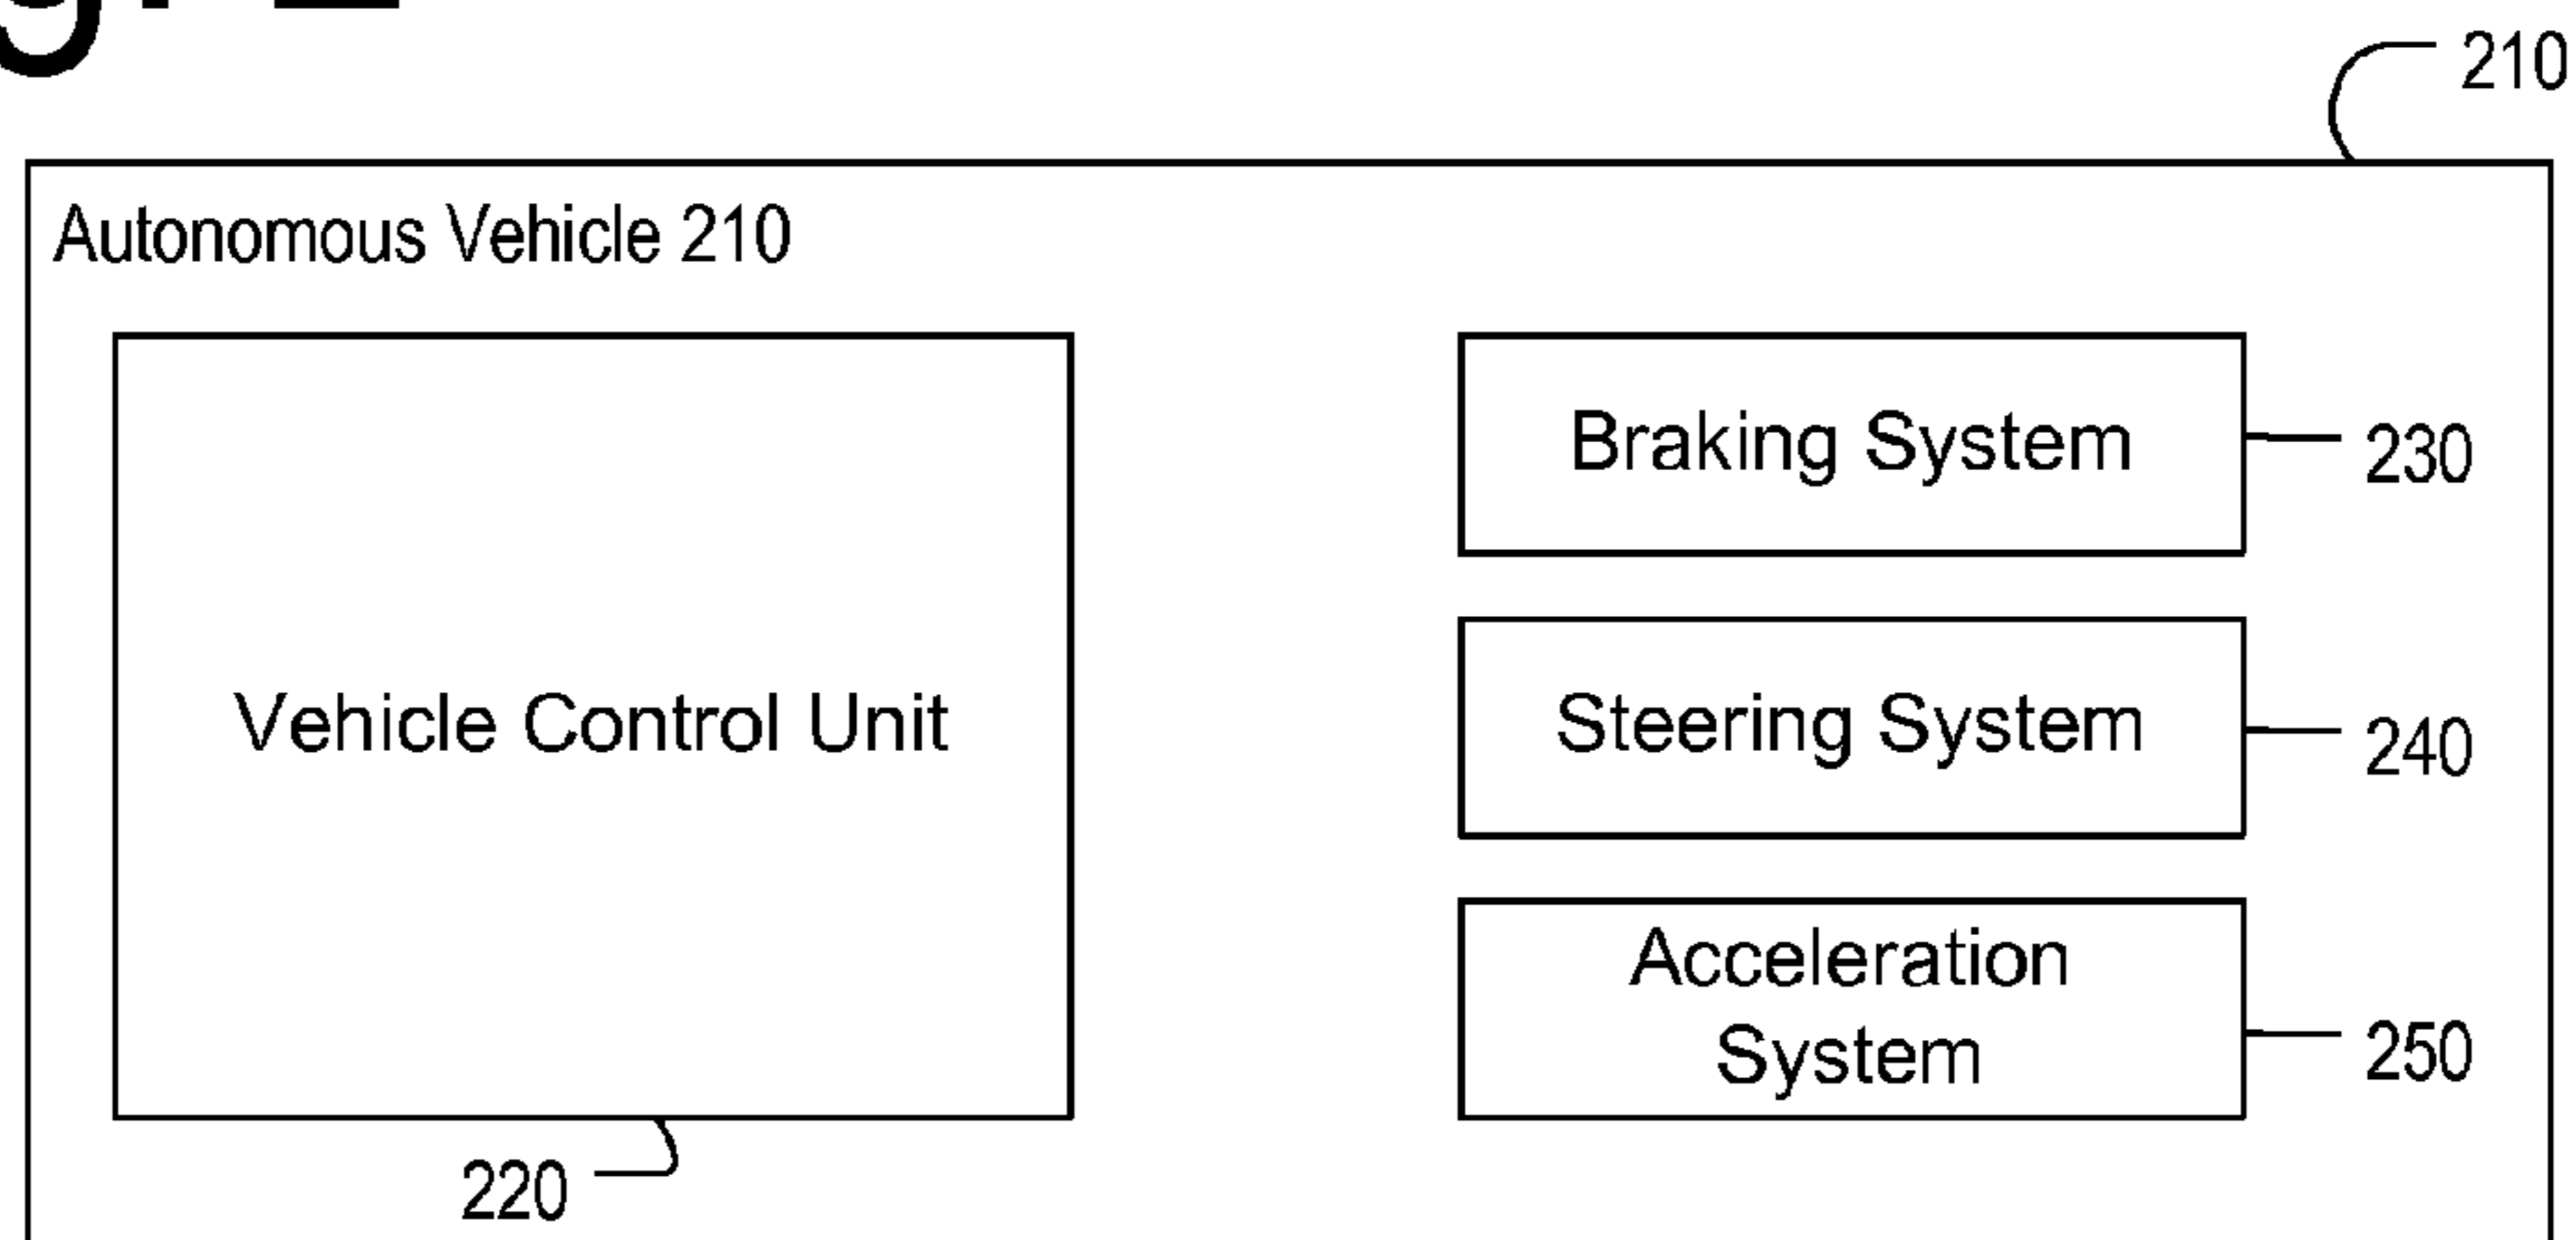 210
Autonomous Vehicle 210
Braking System
230
Vehicle Control Unit
Steering System
240
Acceleration
System
250
220